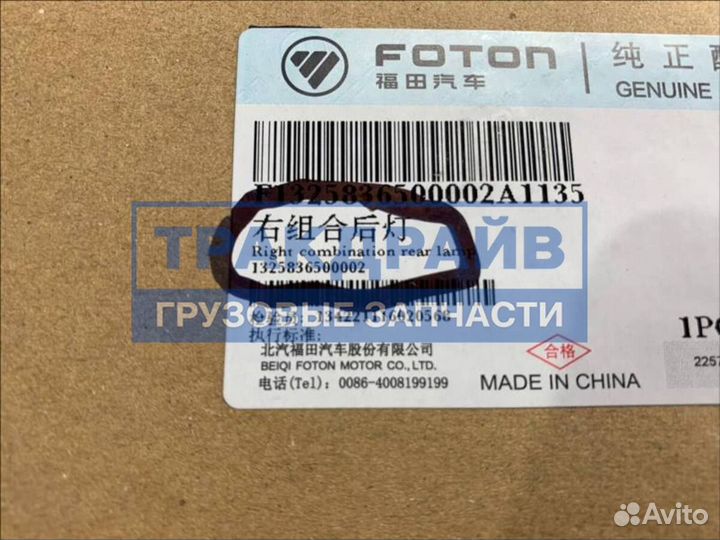 FOTON
福田汽车
纯正
GENUINE
F1325836500002A1135
右组合后灯
Right combination rear lamp
1325836500002
ТРАКДРАЙВ
ГРУЗОВЫЕ ЗАПЧАСТИ
执行标准:
北汽福田汽车股份有限公司
BEIQI FOTON MOTOR CO.,LTD.
电话(Tel): 0086-4008199199
合格
MADE IN CHINA
2257
Avito